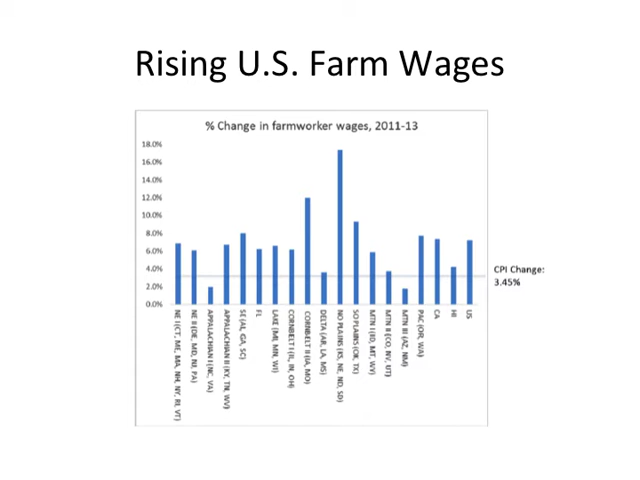 Rising U.S. Farm Wages
% Change in farmworker wages, 2011-13
18.0%
16.0%
14.0%
12.0%
10.0%
8.0%
6.0%
4.0%
2.0%
0.0%
CPI Change:
3.45%
NE I (CT, ME, MA, NH, NY, RI, VT)
NE II (DE, MD, NJ, PA)
APPALACHIAN I (NC, VA)
APPALACHIAN II (KY, TN, WV)
SE (AL, GA, SC)
FL
LAKE (MI, MN, WI)
CORNBELT I (IL, IN, OH)
CORNBELT II (IA, MO)
DELTA (AR, LA, MS)
NO PLAINS (KS, NE, ND, SD)
SO PLAINS (OK, TX)
MTN I (ID, MT, WY)
MTN II (CO, NV, UT)
MTN III (AZ, NM)
PAC (OR, WA)
CA
HI
US